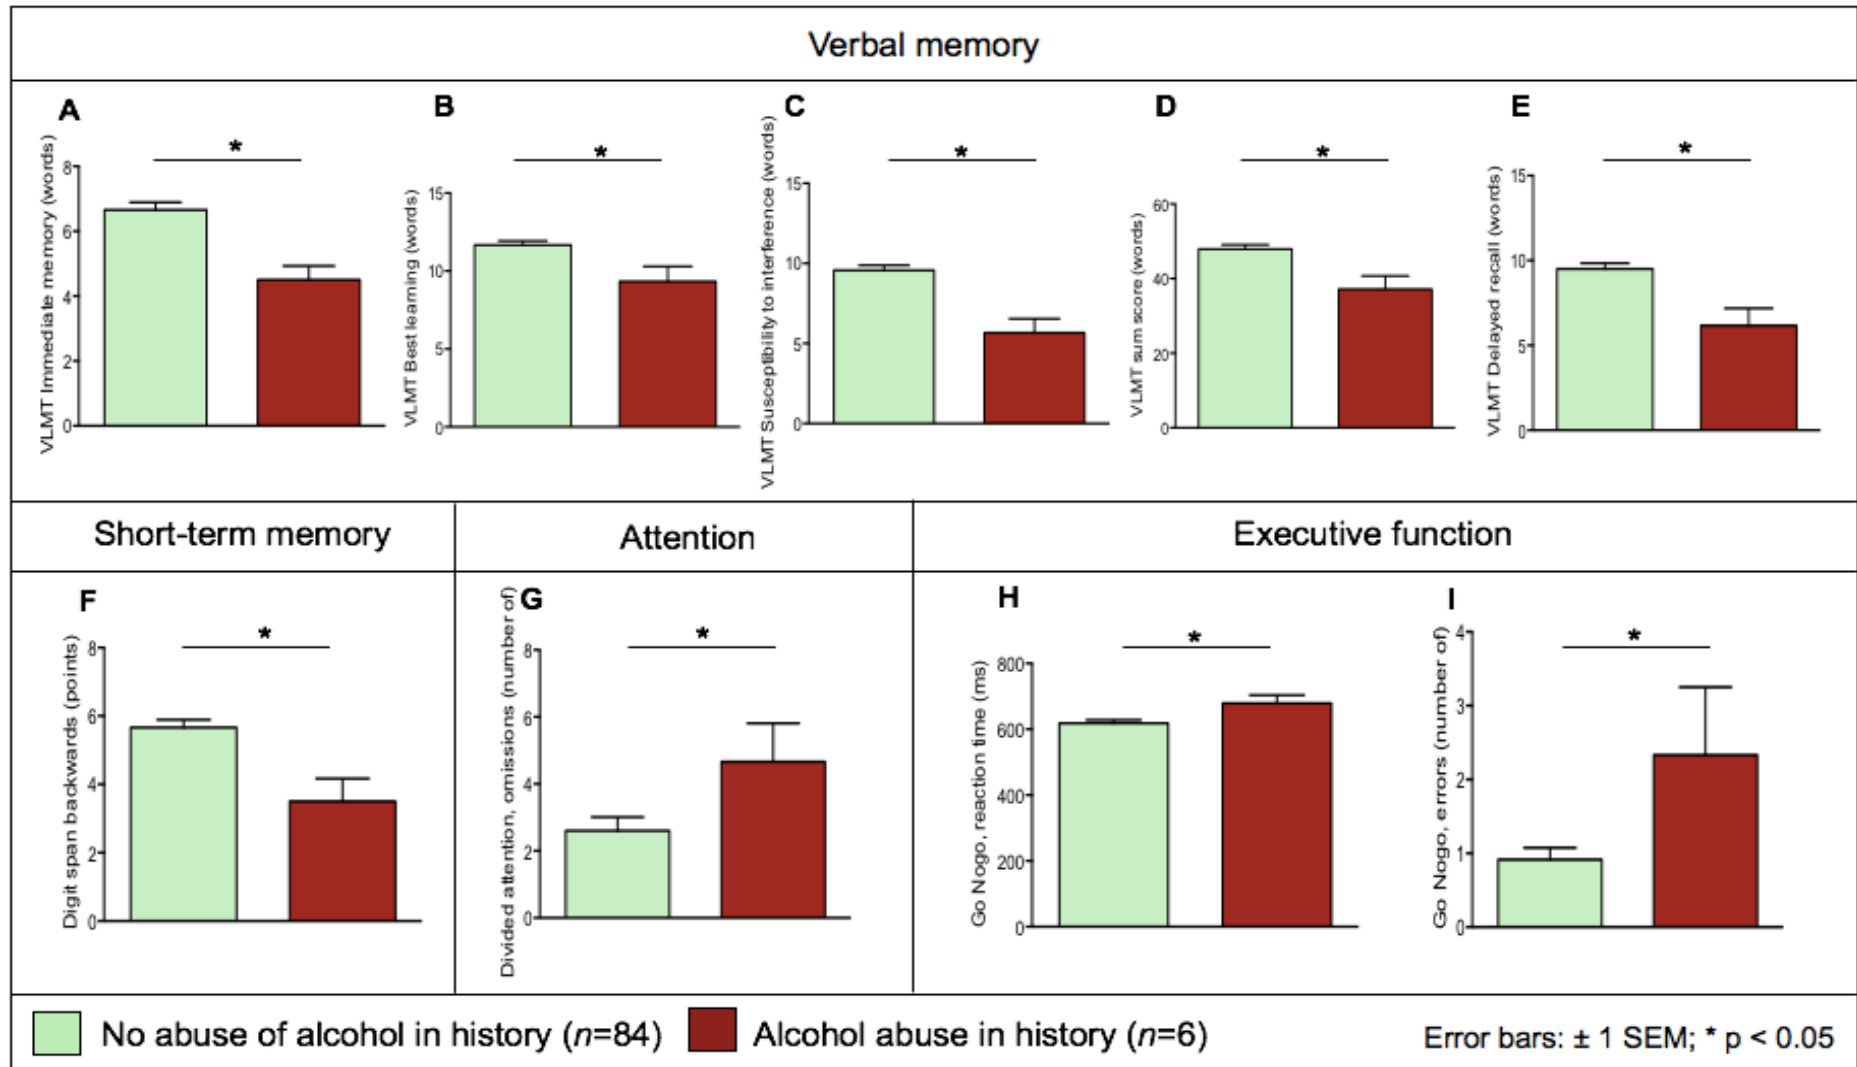 Verbal memory
A
VLMT Immediate memory (words)
8
6
4
2
0
*
B
VLMT Best learning (words)
15
10
5
0
*
C
VLMT Susceptibility to interference (words)
15
10
5
0
*
D
VLMT sum score (words)
60
40
20
0
*
E
VLMT Delayed recall (words)
15
10
5
0
*
Short-term memory
F
Digit span backwards (points)
8
6
4
2
0
*
Attention
G
Divided attention, omissions (number of)
8
6
4
2
0
*
Executive function
H
Go Nogo, reaction time (ms)
800
600
400
200
0
*
I
Go Nogo, errors (number of)
4
3
2
1
0
*
No abuse of alcohol in history (n=84)
Alcohol abuse in history (n=6)
Error bars: ± 1 SEM; * p < 0.05